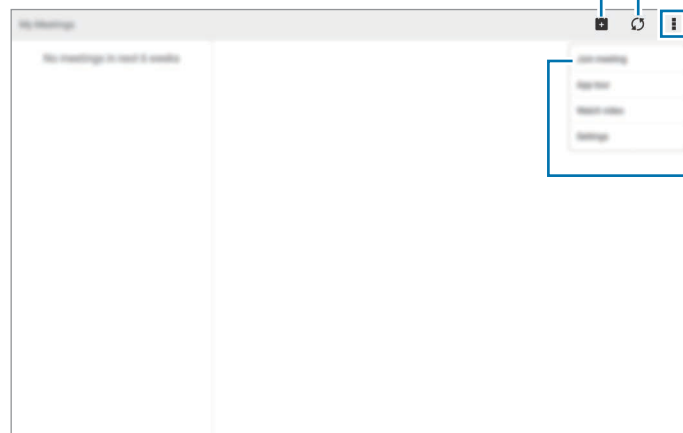 My Meetings
No meetings in next 6 weeks
Join meeting
App tour
Watch video
Settings